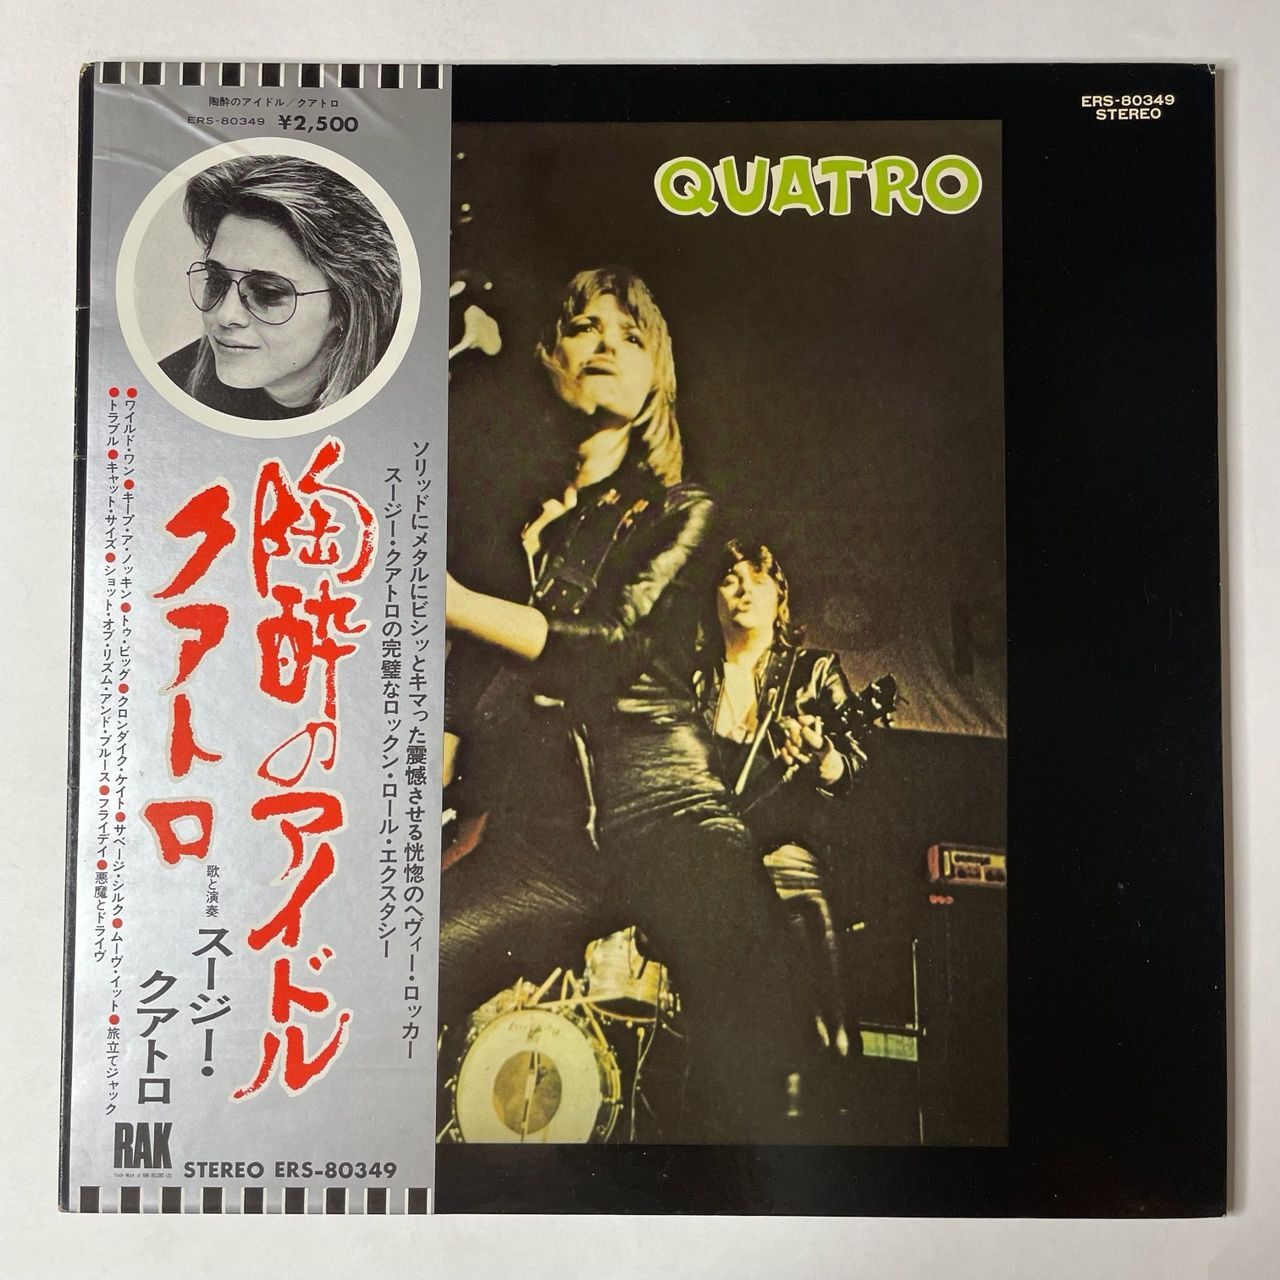 陶酔のアイドル/クアトロ
ERS-80349 ¥2,500
ERS-80349
STEREO
QUATRO
ソリッドにメタルにビシッとキマった震憾させる恍惚のヘヴィー・ロッカー
スージー・クアトロの完璧なロックン・ロール・エクスタシー
陶酔のアイドル
クアトロ
歌と演奏 スージー・
クアトロ
●ワイルド・ワン●キープ・ア・ノッキン●トゥ・ビッグ●クロンダイク・ケイト●サベージ・シルク●ムーヴ・イット●旅立てジャック
●トラブル●キャット・サイズ●ショット・オブ・リズム・アンド・ブルース●フライデイ●悪魔とドライヴ
RAK
STEREO ERS-80349